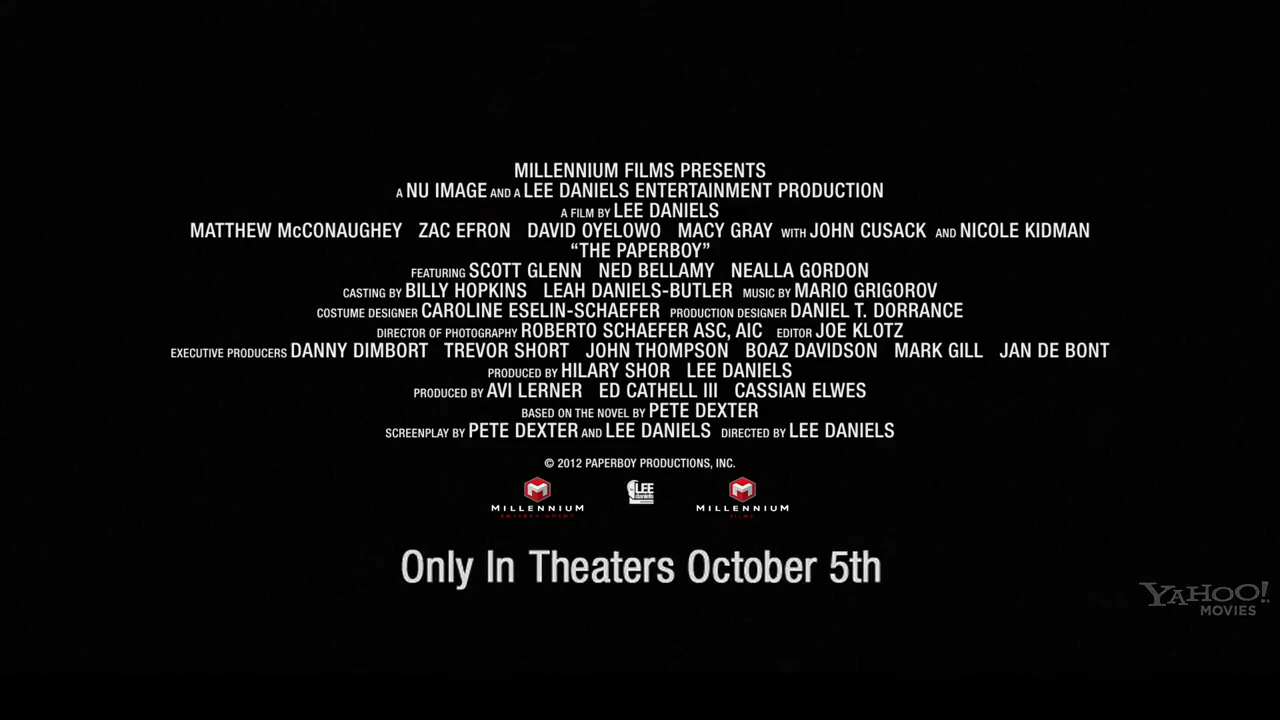 MILLENNIUM FILMS PRESENTS
A NU IMAGE AND A LEE DANIELS ENTERTAINMENT PRODUCTION
A FILM BY LEE DANIELS
MATTHEW McCONAUGHEY ZAC EFRON DAVID OYELOWO MACY GRAY WITH JOHN CUSACK AND NICOLE KIDMAN
“THE PAPERBOY”
FEATURING SCOTT GLENN NED BELLAMY NEALLA GORDON
CASTING BY BILLY HOPKINS LEAH DANIELS-BUTLER MUSIC BY MARIO GRIGOROV
COSTUME DESIGNER CAROLINE ESELIN-SCHAEFER PRODUCTION DESIGNER DANIEL T. DORRANCE
DIRECTOR OF PHOTOGRAPHY ROBERTO SCHAEFER ASC, AIC EDITOR JOE KLOTZ
EXECUTIVE PRODUCERS DANNY DIMBORT TREVOR SHORT JOHN THOMPSON BOAZ DAVIDSON MARK GILL JAN DE BONT
PRODUCED BY HILARY SHOR LEE DANIELS
PRODUCED BY AVI LERNER ED CATHELL III CASSIAN ELWES
BASED ON THE NOVEL BY PETE DEXTER
SCREENPLAY BY PETE DEXTER AND LEE DANIELS DIRECTED BY LEE DANIELS
© 2012 PAPERBOY PRODUCTIONS, INC.
MILLENNIUM ENTERTAINMENT
LEE daniels
MILLENNIUM FILMS
Only In Theaters October 5th
YAHOO!
MOVIES